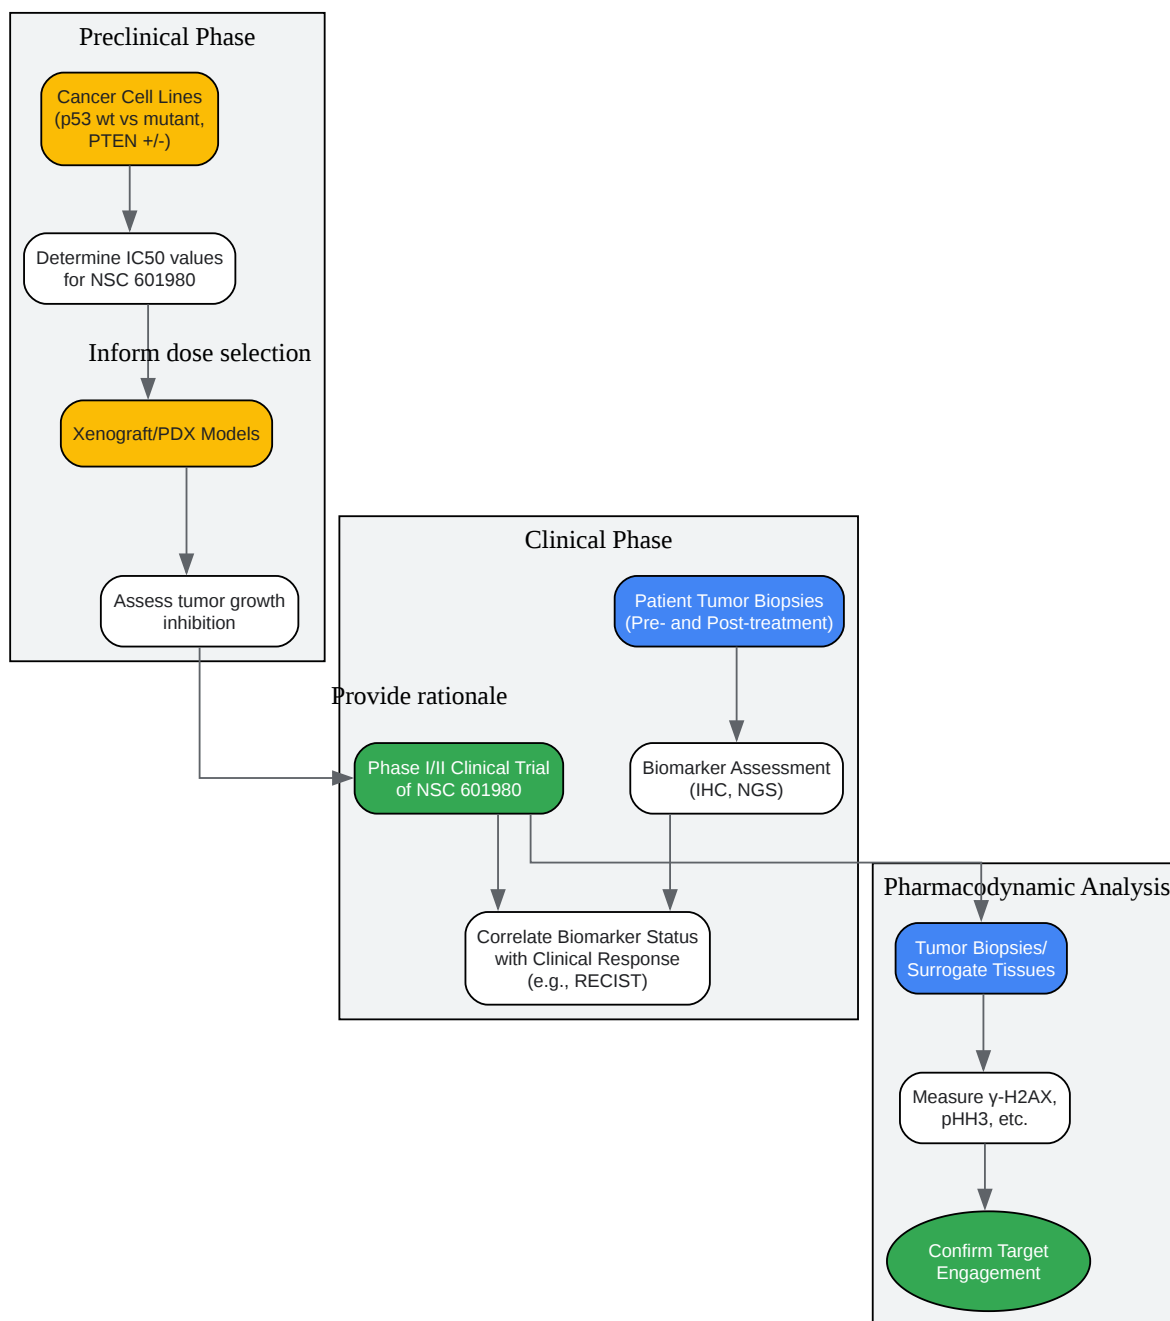 Preclinical Phase
Cancer Cell Lines
(p53 wt vs mutant,
PTEN +/-)
Determine IC50 values
for NSC 601980
Inform dose selection
Xenograft/PDX Models
Assess tumor growth
inhibition
Clinical Phase
Patient Tumor Biopsies
(Pre- and Post-treatment)
Provide rationale
Phase I/II Clinical Trial
of NSC 601980
Biomarker Assessment
(IHC, NGS)
Correlate Biomarker Status
with Clinical Response
(e.g., RECIST)
Pharmacodynamic Analysis
Tumor Biopsies/
Surrogate Tissues
Measure γ-H2AX,
pHH3, etc.
Confirm Target
Engagement